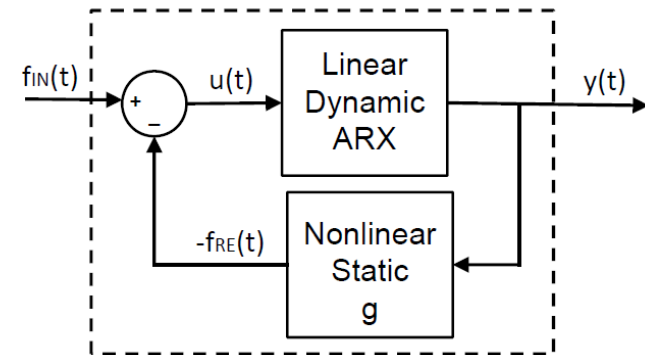 fIN(t)
+
−
u(t)
Linear
Dynamic
ARX
y(t)
-fRE(t)
Nonlinear
Static
g